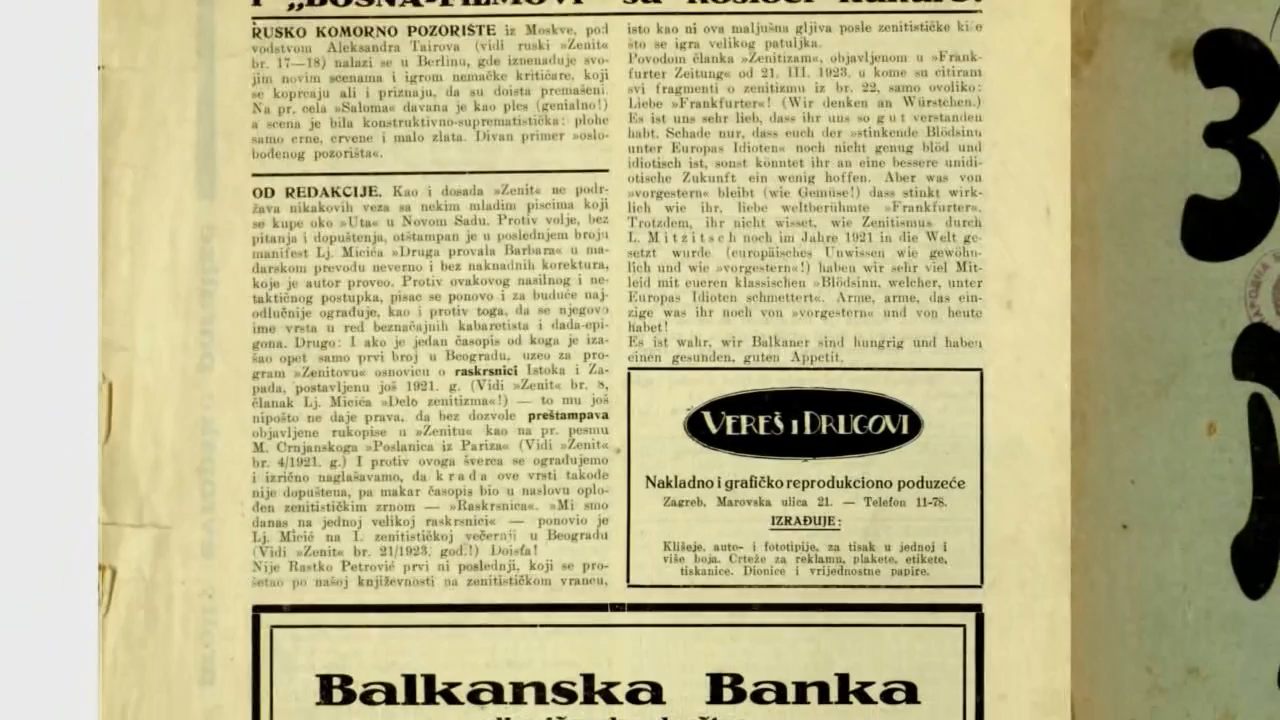 i „BOSNA-FILMOVI“ su nosioci kulture!
RUSKO KOMORNO POZORIŠTE iz Moskve, pod
vodstvom Aleksandra Tairova (vidi ruski »Zenit«
br. 17—18) nalazi se u Berlinu, gde iznenađuje svo-
jim novim scenama i igrom nemačke kritičare, koji
se koprcaju ali i priznaju, da su doista premašeni.
Na pr. cela »Saloma« davana je kao ples (genialno!)
a scena je bila konstruktivno-suprematistička: plohe
samo crne, crvene i malo zlata. Divan primer »oslo-
bođenog pozorišta«.
OD REDAKCIJE. Kao i dosada »Zenit« ne podr-
žava nikakovih veza sa nekim mladim piscima koji
se kupe oko »Uta« u Novom Sadu. Protiv volje, bez
pitanja i dopuštenja, otštampan je u poslednjem broju
manifest Lj. Micića »Druga provala Barbara« u ma-
darskom prevodu neverno i bez naknadnih korektura,
koje je autor proveo. Protiv ovakovog nasilnog i ne-
taktičnog postupka, pisac se ponovo i za buduće naj-
odlučnije ograđuje, kao i protiv toga, da se njegovo
ime vrsta u red beznačajnih kabaretista i dada-epi-
gona. Drugo: I ako je jedan časopis od koga je iza-
šao opet samo prvi broj u Beogradu, uzeo za pro-
gram »Zenitovu« osnovicu o raskrsnici Istoka i Za-
pada, postavljenu još 1921. g. (Vidi »Zenit« br. 8,
članak Lj. Micića »Delo zenitizma«!) — to mu još
nipošto ne daje prava, da bez dozvole preštampava
objavljene rukopise u »Zenitu« kao na pr. pesmu
M. Crnjanskoga »Poslanica iz Pariza« (Vidi »Zenit«
br. 4/1921. g.) I protiv ovoga šverca se ograđujemo
i izrično naglašavamo, da krađa ove vrsti takođe
nije dopuštena, pa makar časopis bio u naslovu oplo-
đen zenitističkim zrnom — »Raskrsnica«. »Mi smo
danas na jednoj velikoj raskrsnici« — ponovio je
Lj. Micić na I. zenitističkoj večernji u Beogradu
(Vidi »Zenit« br. 21/1923. god.!) Doista!
Nije Rastko Petrović prvi ni poslednji, koji se pro-
šetao po našoj književnosti na zenitističkom vrancu,
isto kao ni ova maljušna gljiva posle zenitističke kiše
što se igra velikog patuljka.
Povodom članka »Zenitizam«, objavljenom u »Frank-
furter Zeitung« od 21. III. 1923. u kome su citirani
svi fragmenti o zenitizmu iz br. 22, samo ovoliko:
Liebe »Frankfurter«! (Wir denken an Würstchen.)
Es ist uns sehr lieb, dass ihr uns so gut verstanden
habt. Schade nur, dass euch der »stinkende Blödsinn
unter Europas Idioten« noch nicht genug blöd und
idiotisch ist, sonst könntet ihr an eine bessere unidi-
otische Zukunft ein wenig hoffen. Aber was von
»vorgestern« bleibt (wie Gemüse!) dass stinkt wirk-
lich wie ihr, liebe weltberühmte »Frankfurter«.
Trotzdem, ihr nicht wisset, wie Zenitismus durch
L. Mitzitsch noch im Jahre 1921 in die Welt ge-
setzt wurde (europäisches Unwissen wie gewöhn-
lich und wie »vorgestern«!) haben wir sehr viel Mit-
leid mit eueren klassischen »Blödsinn, welcher, unter
Europas Idioten schmettert«. Arme, arme, das ein-
zige was ihr noch von »vorgestern« und von heute
habet!
Es ist wahr, wir Balkaner sind hungrig und haben
einen gesunden, guten Appetit.
VEREŠ i DRUGOVI
Nakladno i grafičko reprodukciono poduzeće
Zagreb, Marovska ulica 21. — Telefon 11-78.
IZRAĐUJE:
Klišeje, auto- i fototipije, za tisak u jednoj i
više boja. Crteže za reklamu, plakete, etikete,
tiskanice. Dionice i vrijednostne papire.
Balkanska Banka